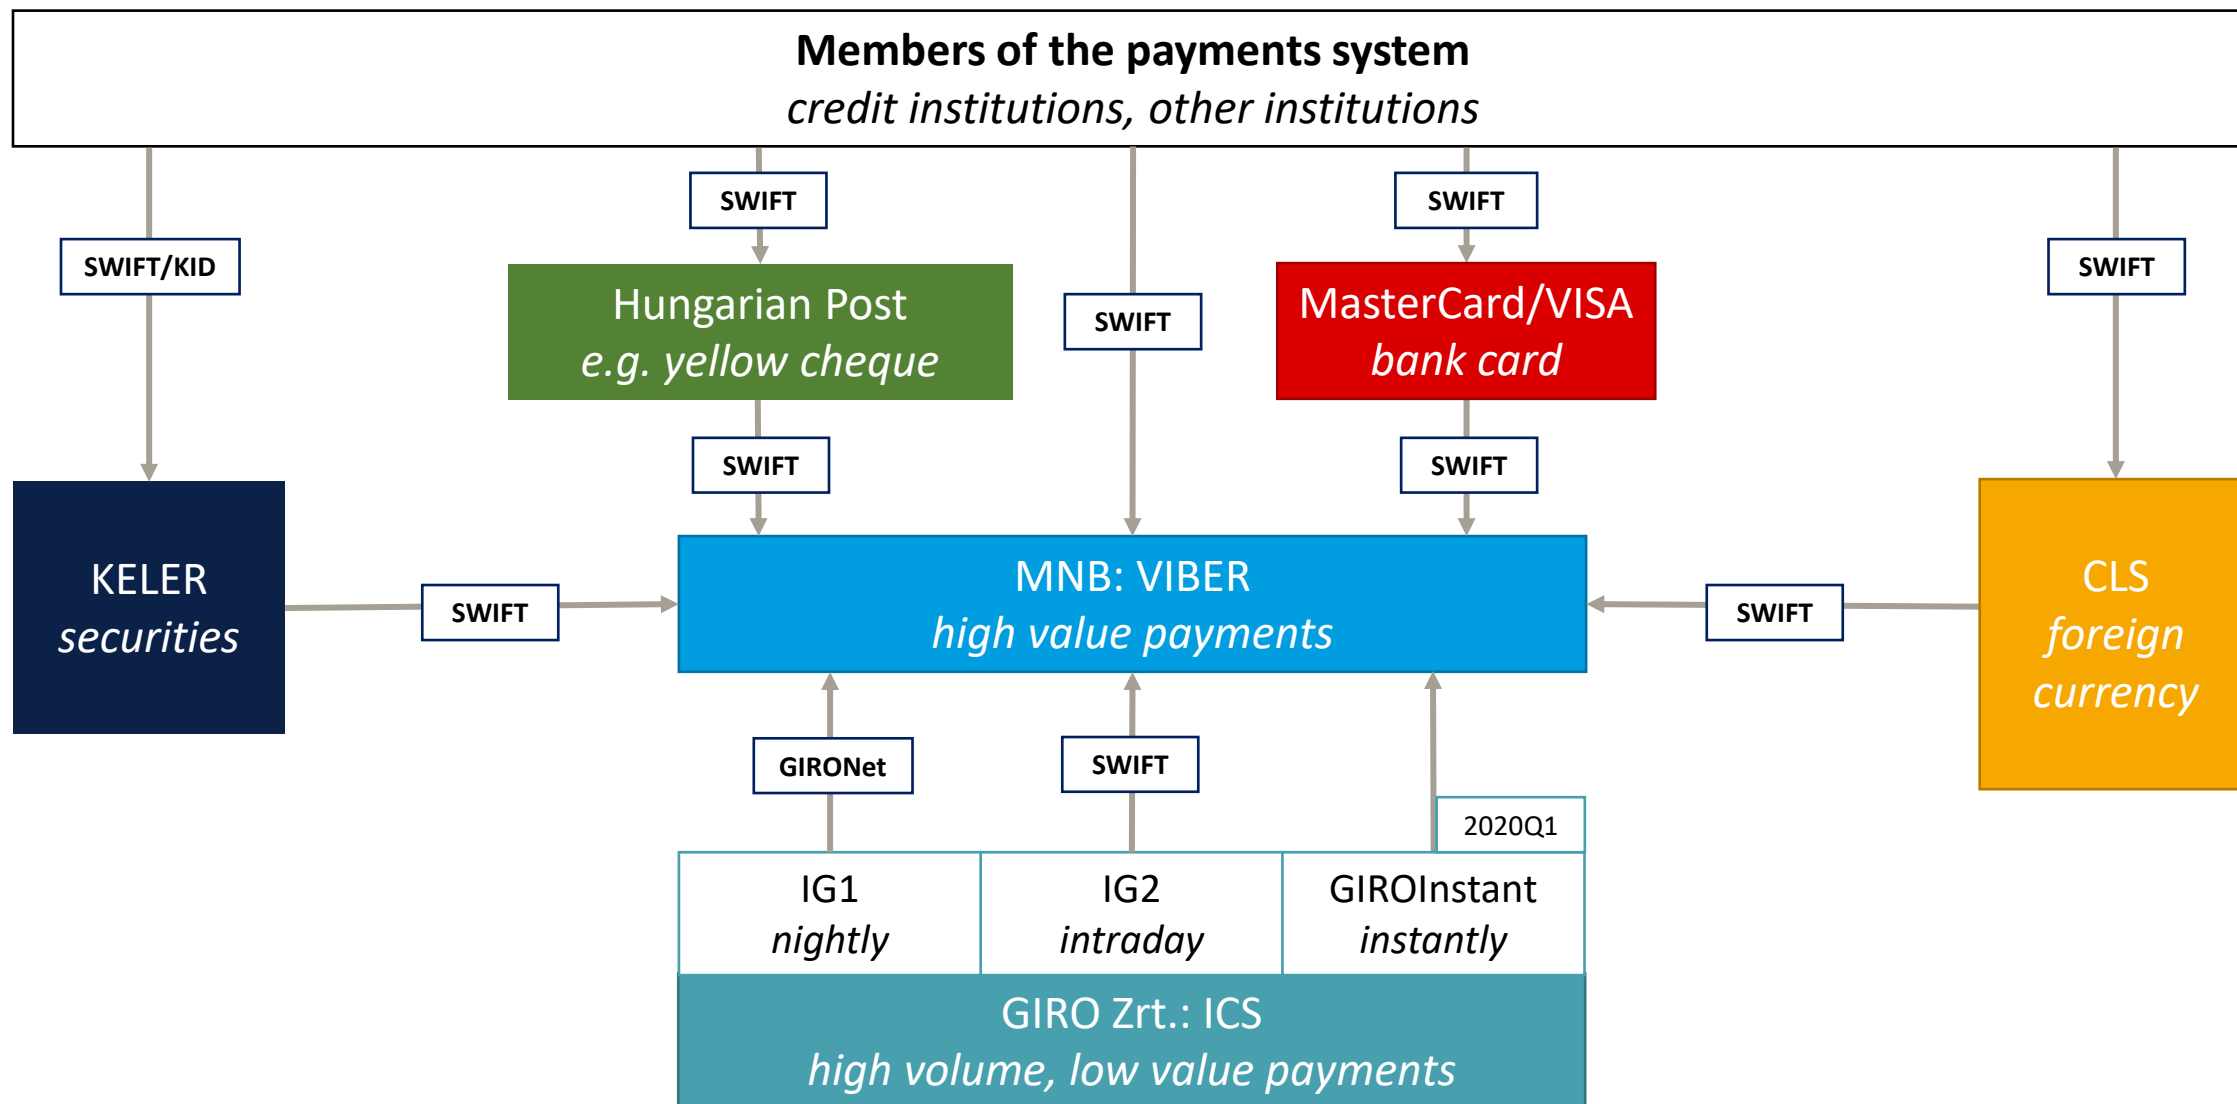 Members of the payments system
credit institutions, other institutions
SWIFT
SWIFT
SWIFT/KID
SWIFT
SWIFT
Hungarian Post
e.g. yellow cheque
MasterCard/VISA
bank card
SWIFT
SWIFT
KELER
securities
SWIFT
MNB: VIBER
high value payments
SWIFT
CLS
foreign
currency
GIRONet
SWIFT
2020Q1
IG1
nightly
IG2
intraday
GIROInstant
instantly
GIRO Zrt.: ICS
high volume, low value payments